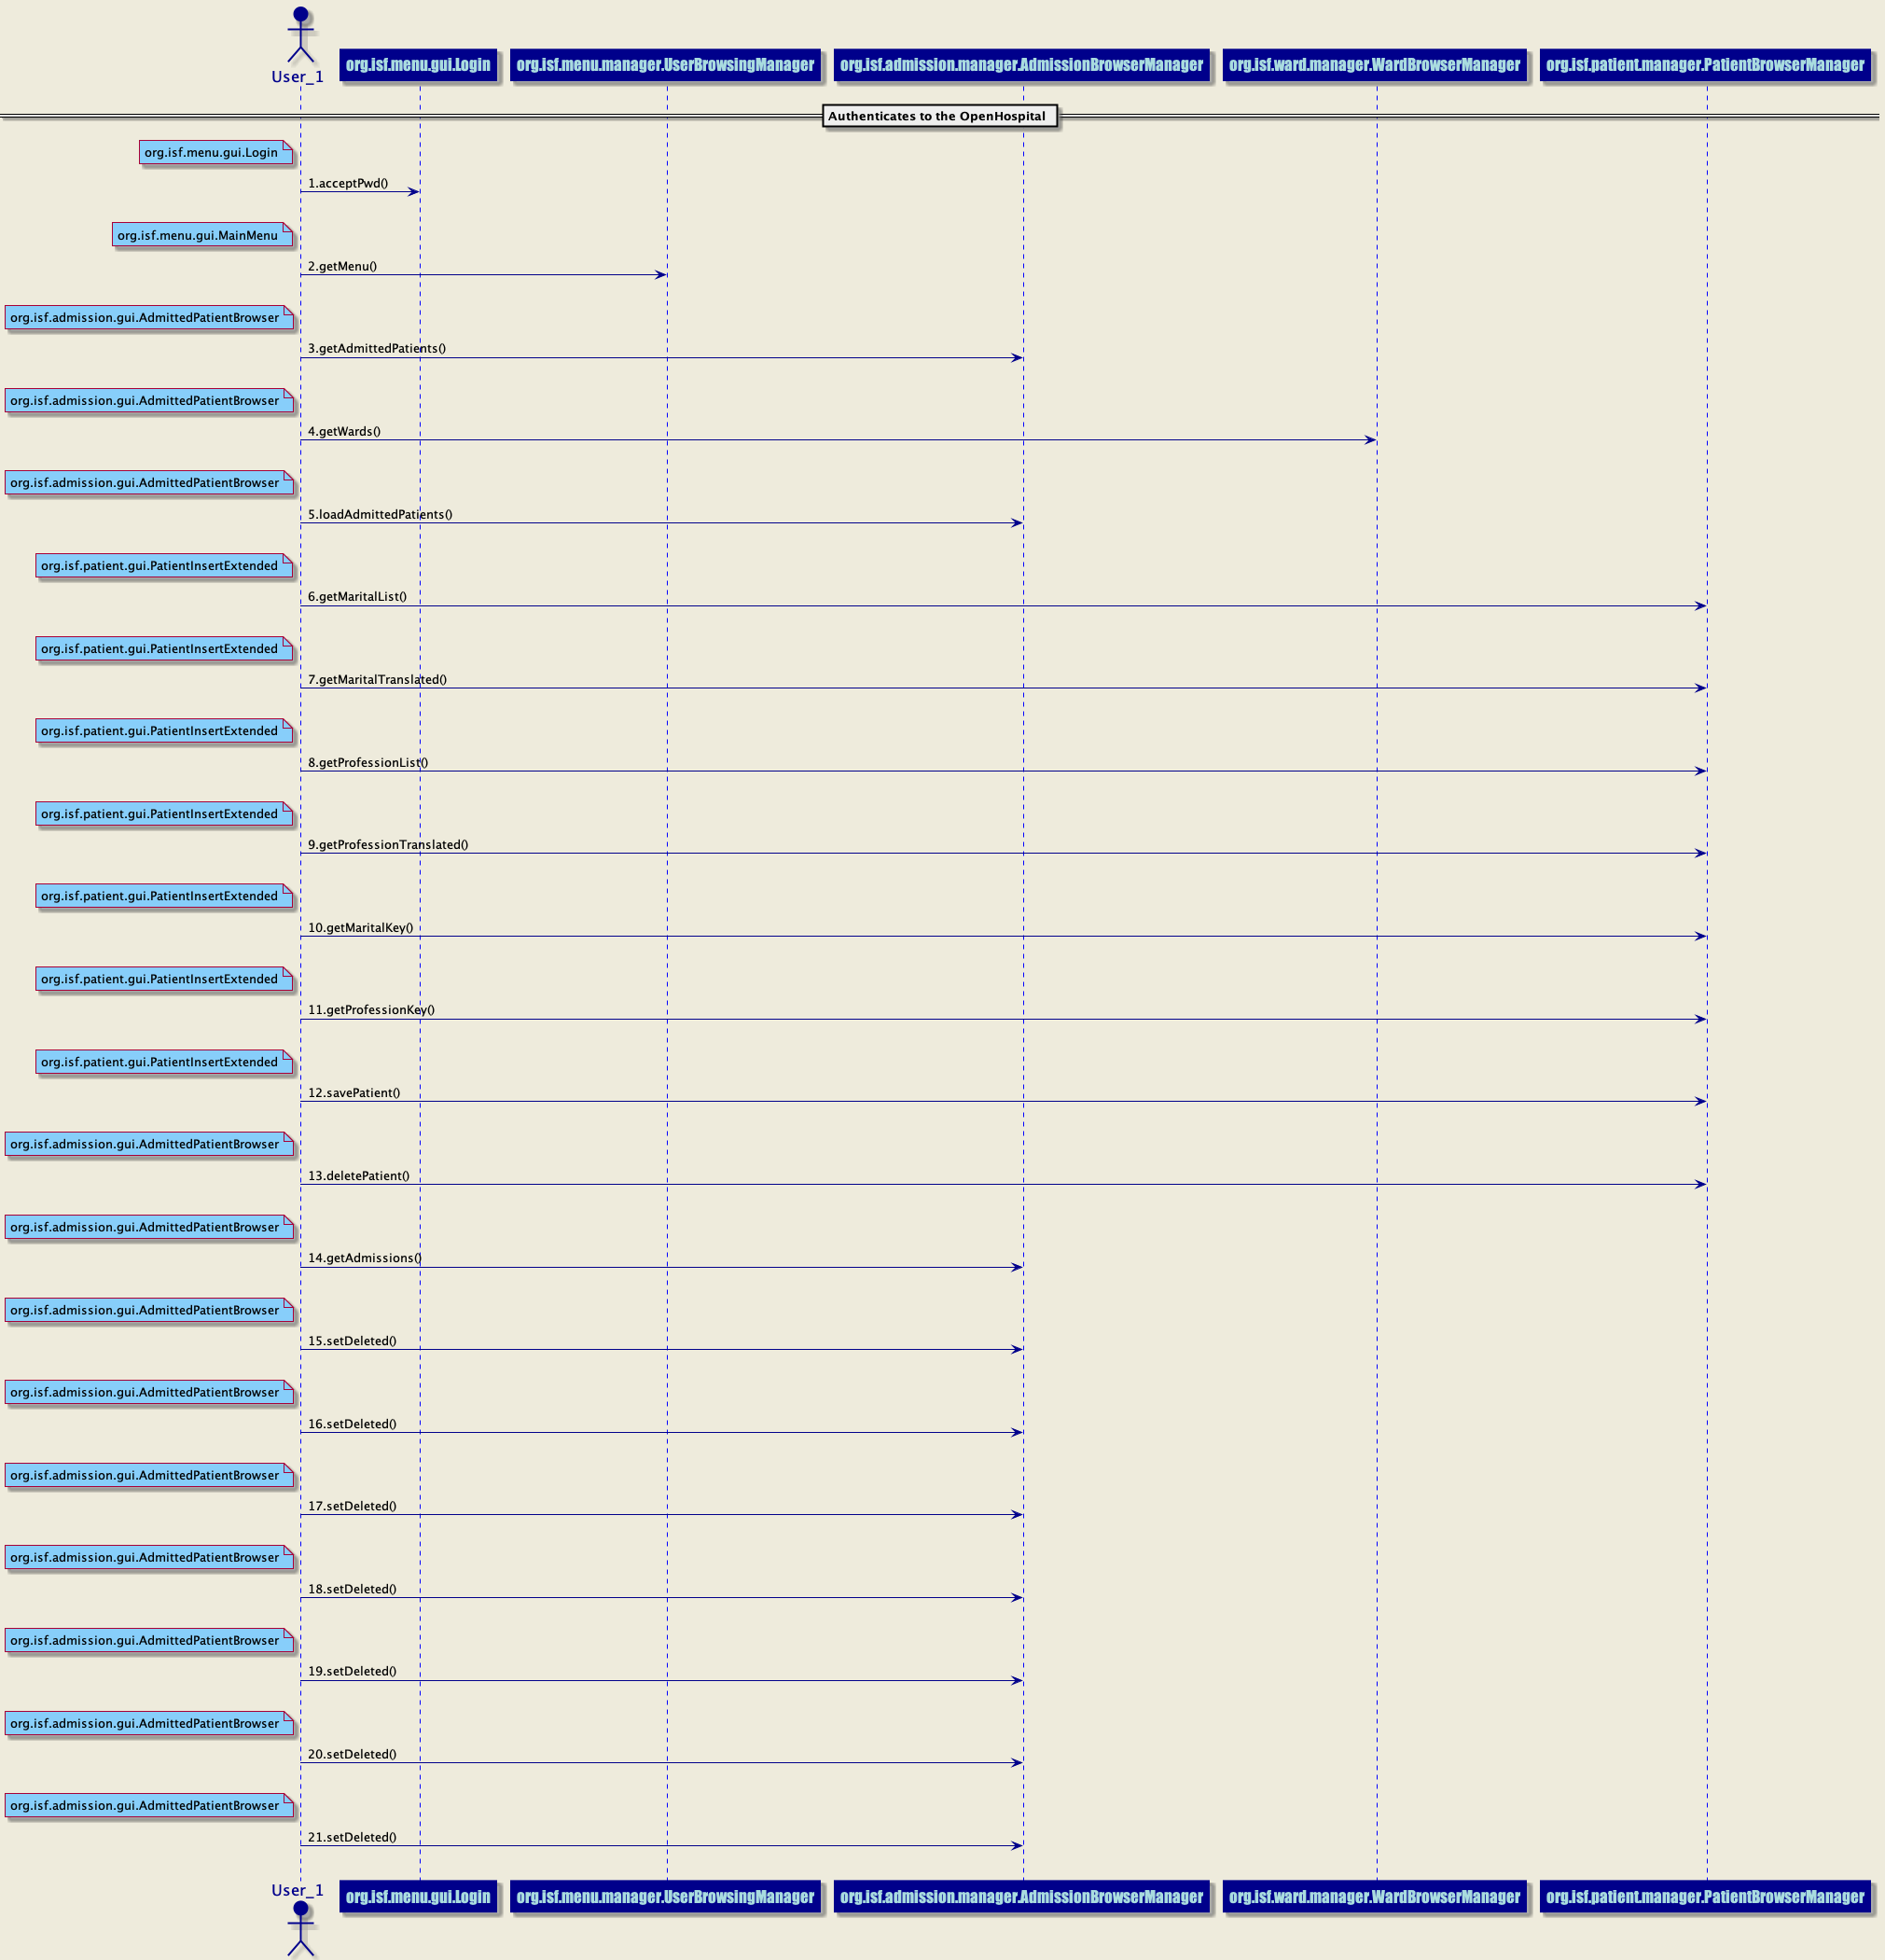 User_1
org.isf.menu.gui.Login
org.isf.menu.manager.UserBrowsingManager
org.isf.admission.manager.AdmissionBrowserManager
org.isf.ward.manager.WardBrowserManager
org.isf.patient.manager.PatientBrowserManager
Authenticates to the OpenHospital
org.isf.menu.gui.Login
1.acceptPwd()
org.isf.menu.gui.MainMenu
2.getMenu()
org.isf.admission.gui.AdmittedPatientBrowser
3.getAdmittedPatients()
org.isf.admission.gui.AdmittedPatientBrowser
4.getWards()
org.isf.admission.gui.AdmittedPatientBrowser
5.loadAdmittedPatients()
org.isf.patient.gui.PatientInsertExtended
6.getMaritalList()
org.isf.patient.gui.PatientInsertExtended
7.getMaritalTranslated()
org.isf.patient.gui.PatientInsertExtended
8.getProfessionList()
org.isf.patient.gui.PatientInsertExtended
9.getProfessionTranslated()
org.isf.patient.gui.PatientInsertExtended
10.getMaritalKey()
org.isf.patient.gui.PatientInsertExtended
11.getProfessionKey()
org.isf.patient.gui.PatientInsertExtended
12.savePatient()
org.isf.admission.gui.AdmittedPatientBrowser
13.deletePatient()
org.isf.admission.gui.AdmittedPatientBrowser
14.getAdmissions()
org.isf.admission.gui.AdmittedPatientBrowser
15.setDeleted()
org.isf.admission.gui.AdmittedPatientBrowser
16.setDeleted()
org.isf.admission.gui.AdmittedPatientBrowser
17.setDeleted()
org.isf.admission.gui.AdmittedPatientBrowser
18.setDeleted()
org.isf.admission.gui.AdmittedPatientBrowser
19.setDeleted()
org.isf.admission.gui.AdmittedPatientBrowser
20.setDeleted()
org.isf.admission.gui.AdmittedPatientBrowser
21.setDeleted()
User_1
org.isf.menu.gui.Login
org.isf.menu.manager.UserBrowsingManager
org.isf.admission.manager.AdmissionBrowserManager
org.isf.ward.manager.WardBrowserManager
org.isf.patient.manager.PatientBrowserManager